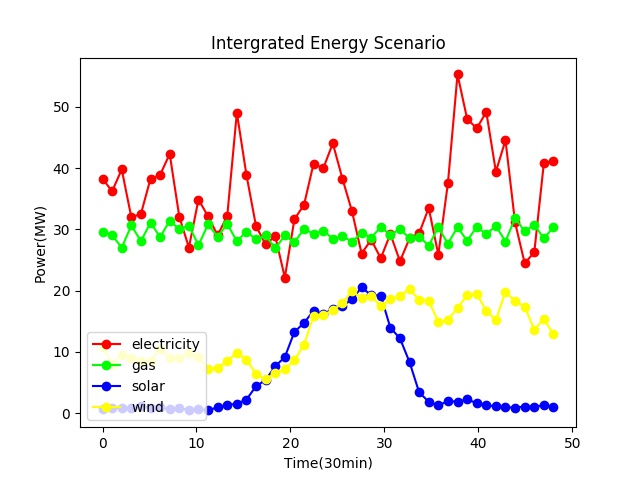 Intergrated Energy Scenario
Power(MW)
50
40
30
20
10
0
electricity
gas
solar
wind
0 10 20 30 40 50
Time(30min)